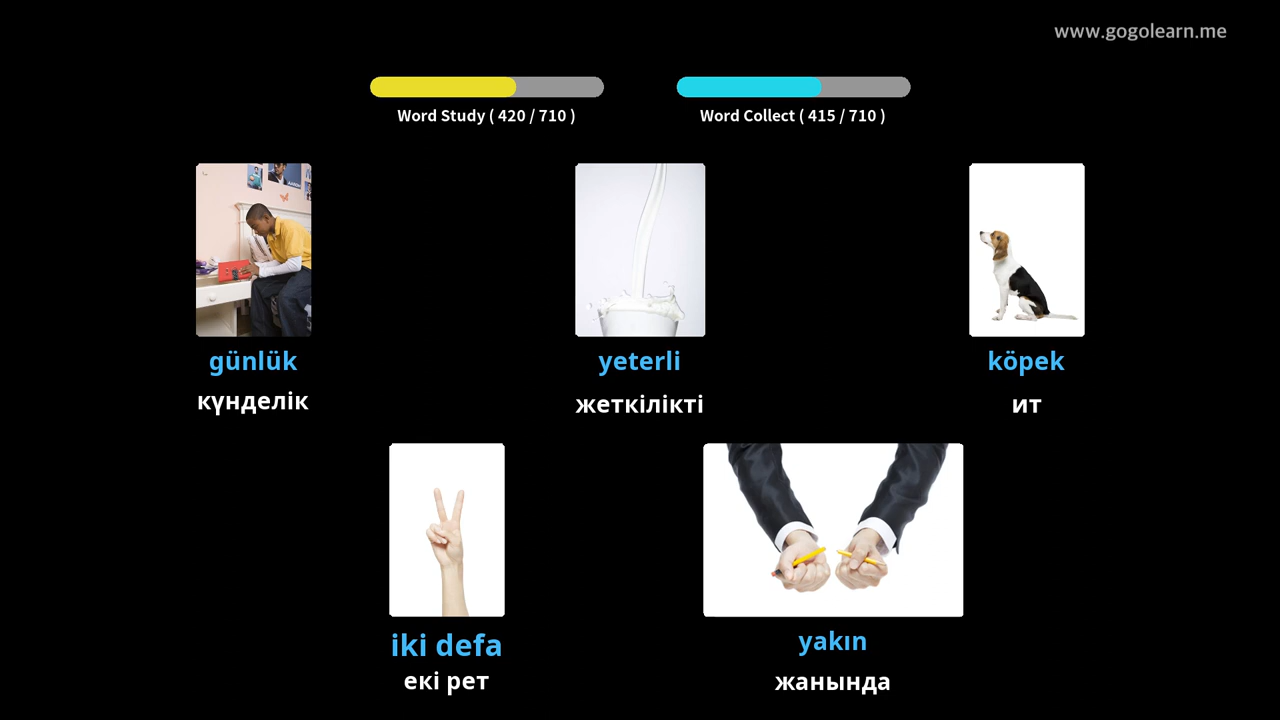 www.gogolearn.me
Word Study ( 420 / 710 )
Word Collect ( 415 / 710 )
günlük
күнделік
yeterli
жеткілікті
köpek
ит
iki defa
екі рет
yakın
жанында